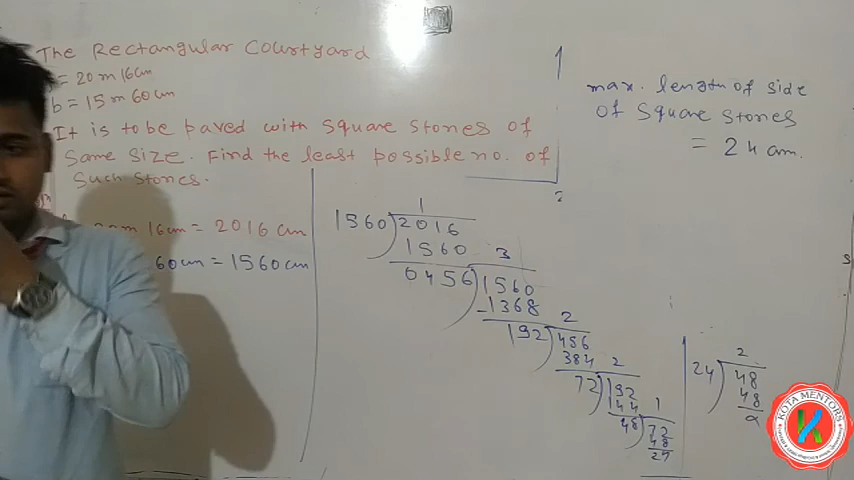 The Rectangular Courtyard
= 20 m 16 cm
b = 15 m 60 cm
It is to be paved with square stones of
same size. Find the least possible no. of
such stones.
16 cm = 2016 cm
60 cm = 1560 cm
max. length of side
of square stones
= 24 cm.
1
1560 2016
1560 3
0456 1560
-1368 2
192 456
384 2
72 192
144 1
48 72
48
24
2
24 48
48
KOTA MENTORS
K